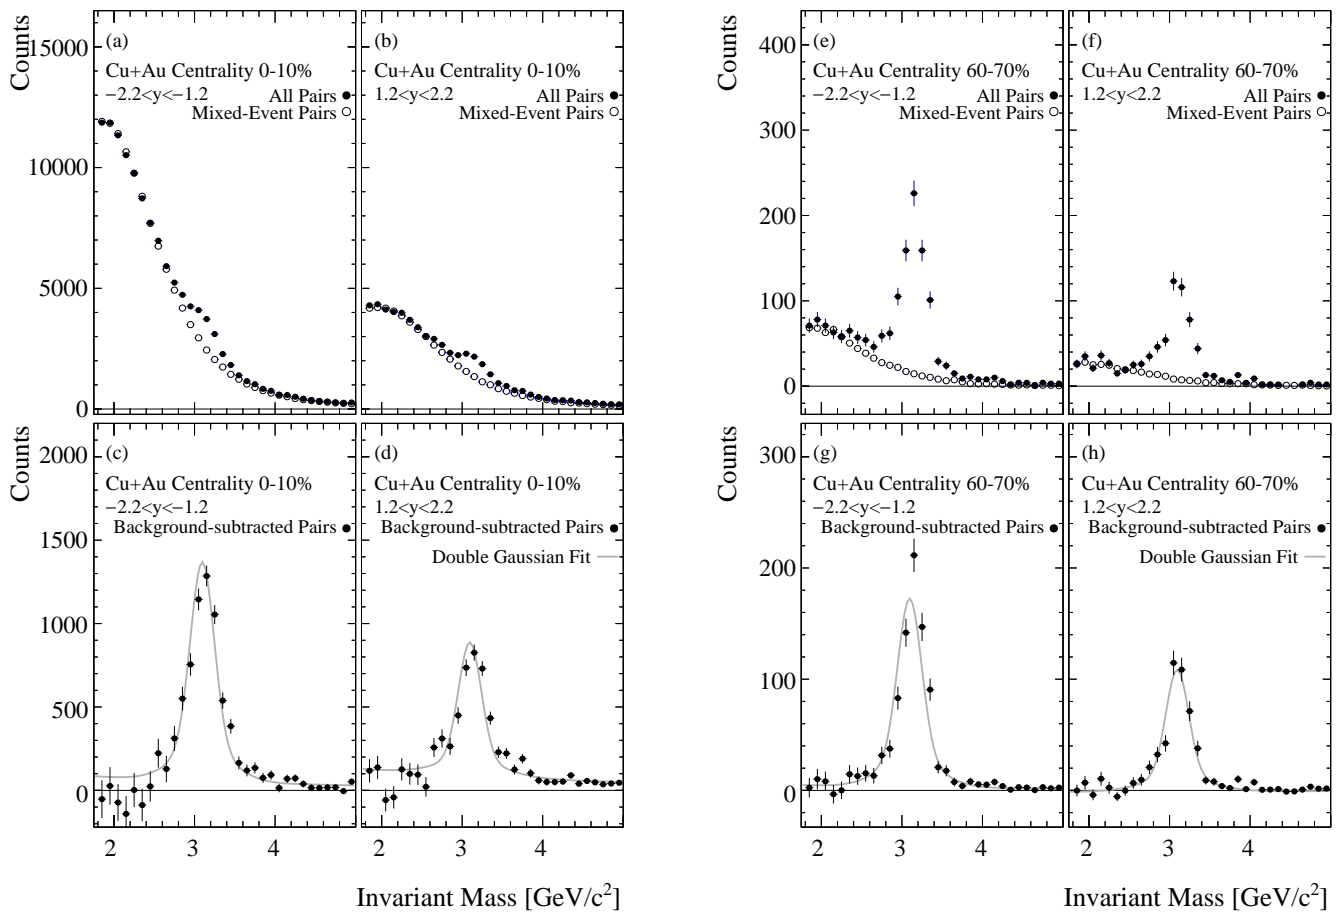 Counts
15000
10000
5000
0
(a)
Cu+Au Centrality 0-10%
−2.2<y<−1.2
All Pairs
Mixed-Event Pairs
(b)
Cu+Au Centrality 0-10%
1.2<y<2.2
All Pairs
Mixed-Event Pairs
Counts
2000
1500
1000
500
0
(c)
Cu+Au Centrality 0-10%
−2.2<y<−1.2
Background-subtracted Pairs
(d)
Cu+Au Centrality 0-10%
1.2<y<2.2
Background-subtracted Pairs
Double Gaussian Fit
2 3 4 2 3 4
Invariant Mass [GeV/c²]
Counts
400
300
200
100
0
(e)
Cu+Au Centrality 60-70%
−2.2<y<−1.2
All Pairs
Mixed-Event Pairs
(f)
Cu+Au Centrality 60-70%
1.2<y<2.2
All Pairs
Mixed-Event Pairs
Counts
300
200
100
0
(g)
Cu+Au Centrality 60-70%
−2.2<y<−1.2
Background-subtracted Pairs
(h)
Cu+Au Centrality 60-70%
1.2<y<2.2
Background-subtracted Pairs
Double Gaussian Fit
2 3 4 2 3 4
Invariant Mass [GeV/c²]